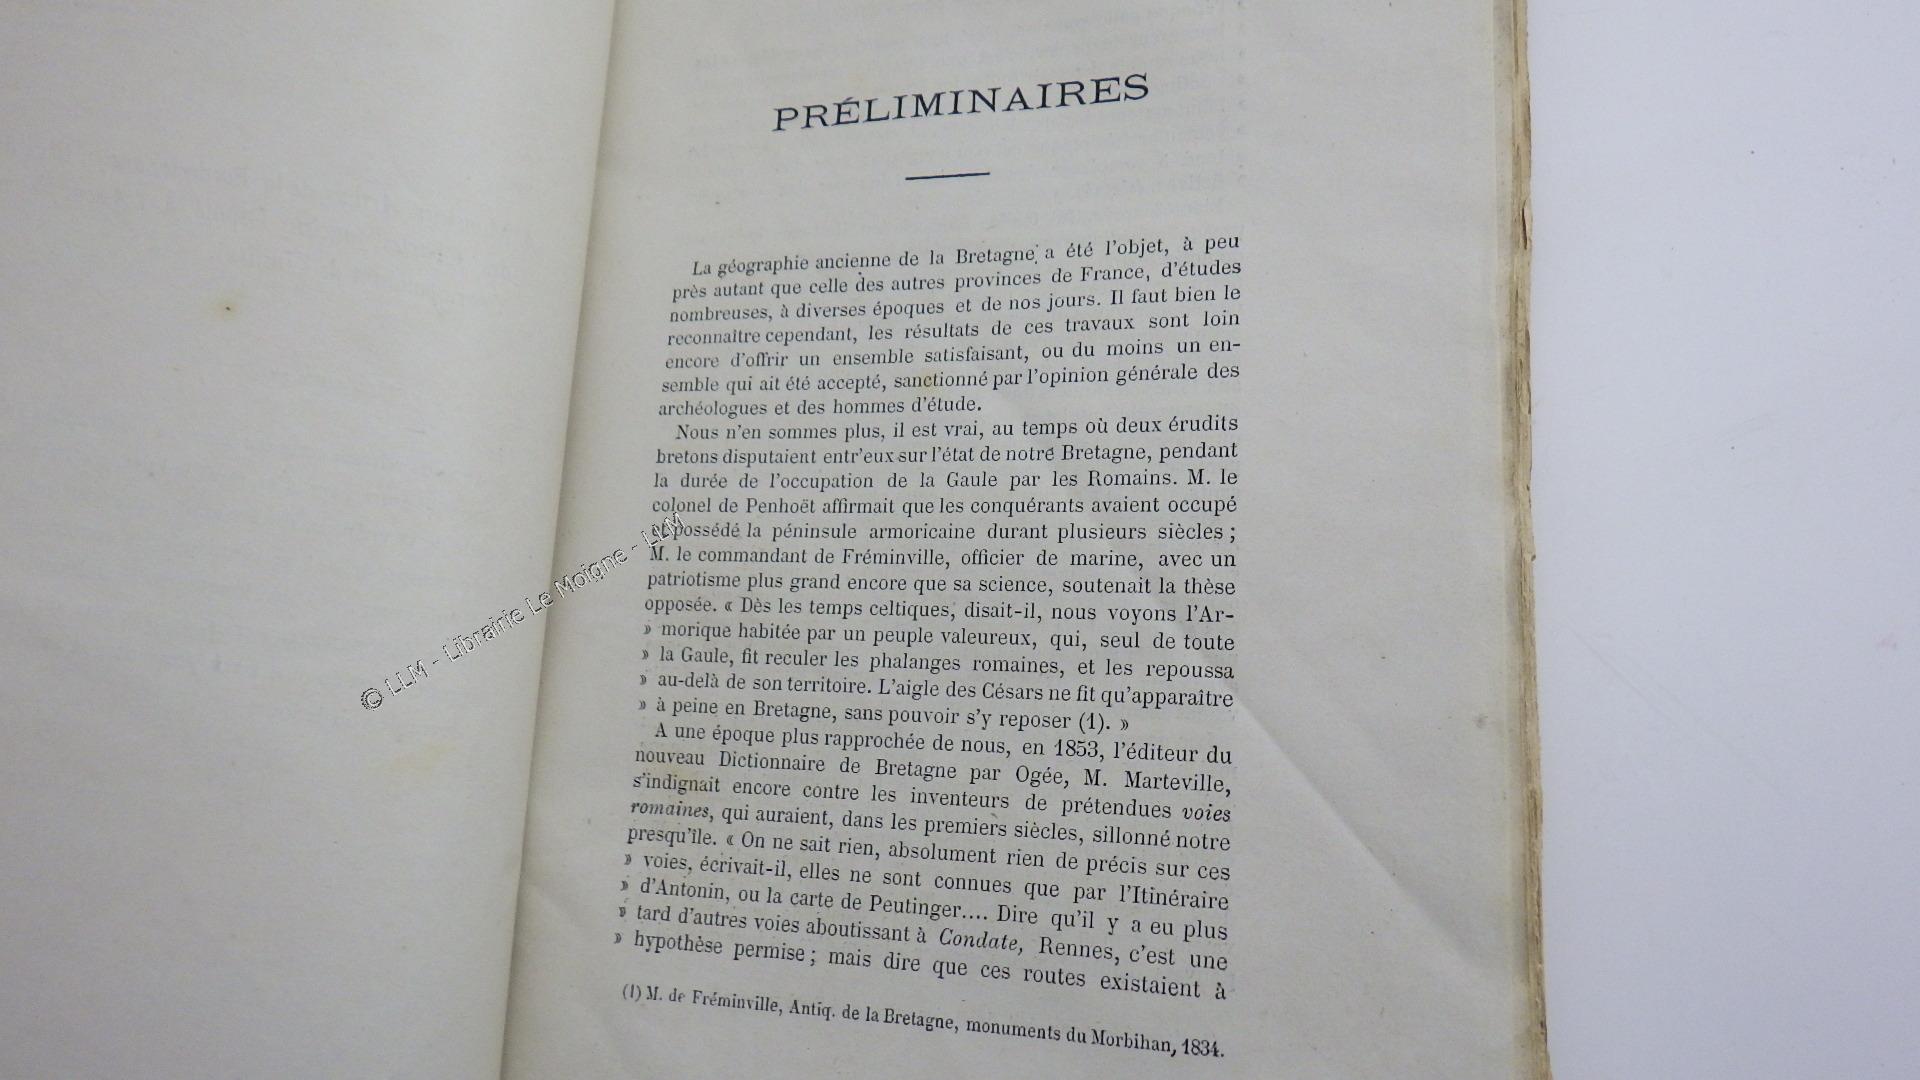 PRÉLIMINAIRES
La géographie ancienne de la Bretagne a été l'objet, à peu
près autant que celle des autres provinces de France, d'études
nombreuses, à diverses époques et de nos jours. Il faut bien le
reconnaître cependant, les résultats de ces travaux sont loin
encore d'offrir un ensemble satisfaisant, ou du moins un en-
semble qui ait été accepté, sanctionné par l'opinion générale des
archéologues et des hommes d'étude.
Nous n'en sommes plus, il est vrai, au temps où deux érudits
bretons disputaient entr'eux sur l'état de notre Bretagne, pendant
la durée de l'occupation de la Gaule par les Romains. M. le
colonel de Penhoët affirmait que les conquérants avaient occupé
et possédé la péninsule armoricaine durant plusieurs siècles ;
M. le commandant de Fréminville, officier de marine, avec un
patriotisme plus grand encore que sa science, soutenait la thèse
opposée. « Dès les temps celtiques, disait-il, nous voyons l'Ar-
» morique habitée par un peuple valeureux, qui, seul de toute
» la Gaule, fit reculer les phalanges romaines, et les repoussa
» au-delà de son territoire. L'aigle des Césars ne fit qu'apparaître
» à peine en Bretagne, sans pouvoir s'y reposer (1). »
A une époque plus rapprochée de nous, en 1853, l'éditeur du
nouveau Dictionnaire de Bretagne par Ogée, M. Marteville,
s'indignait encore contre les inventeurs de prétendues voies
romaines, qui auraient, dans les premiers siècles, sillonné notre
presqu'île. « On ne sait rien, absolument rien de précis sur ces
» voies, écrivait-il, elles ne sont connues que par l'Itinéraire
» d'Antonin, ou la carte de Peutinger.... Dire qu'il y a eu plus
» tard d'autres voies aboutissant à Condate, Rennes, c'est une
» hypothèse permise ; mais dire que ces routes existaient à
(1) M. de Fréminville, Antiq. de la Bretagne, monuments du Morbihan, 1834.
© LLM - Librairie Le Moigne - LLM